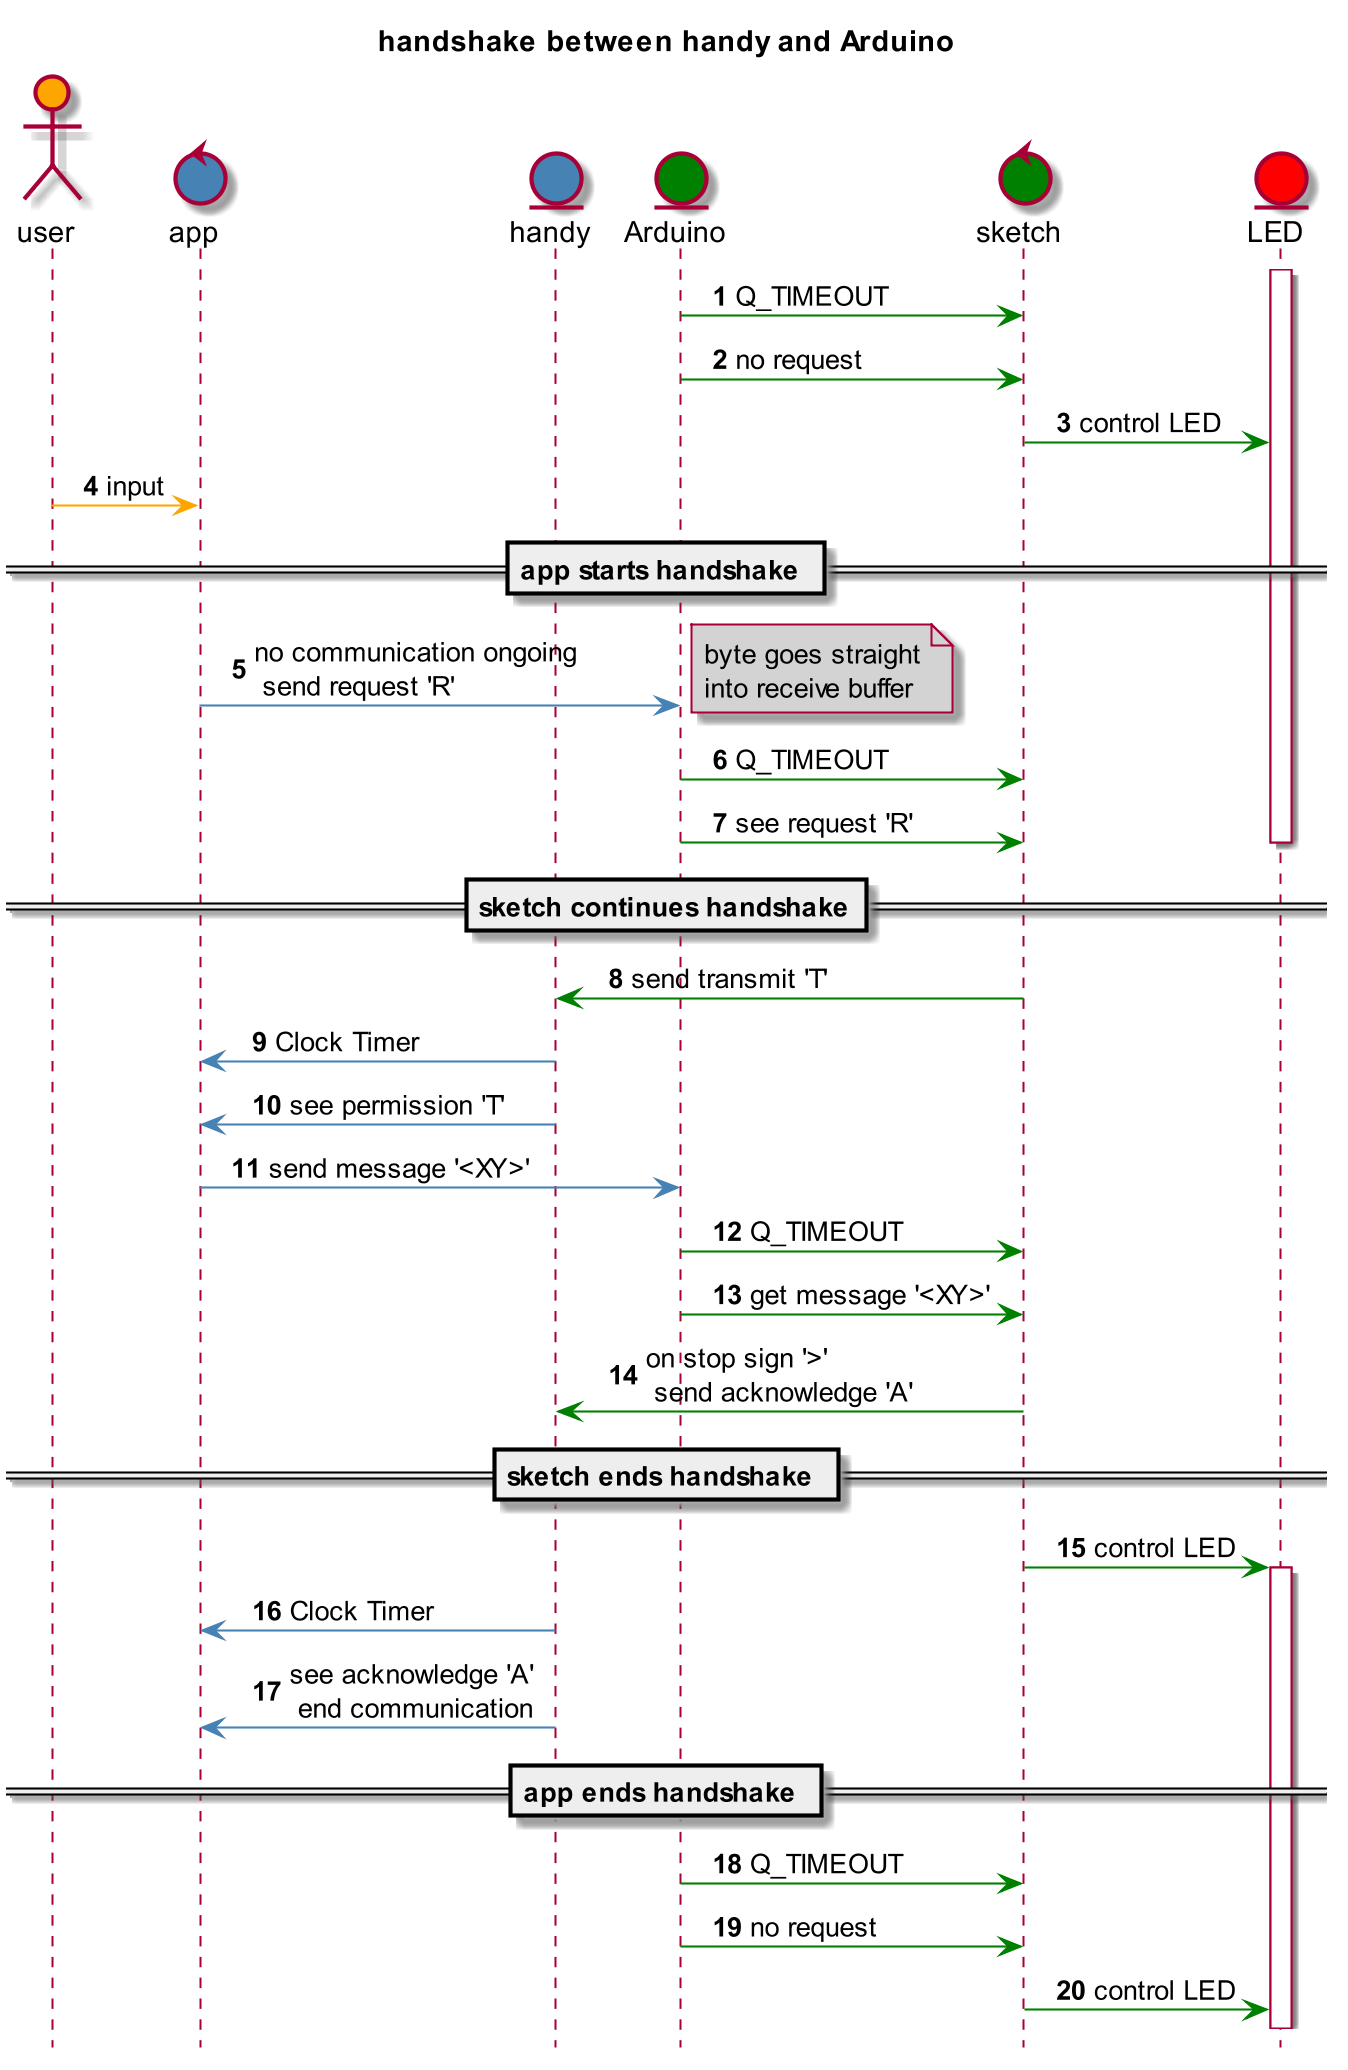 handshake between handy and Arduino
user
app
handy
Arduino
sketch
LED
1 Q_TIMEOUT
2 no request
3 control LED
4 input
app starts handshake
5 no communication ongoing
send request 'R'
byte goes straight
into receive buffer
6 Q_TIMEOUT
7 see request 'R'
sketch continues handshake
8 send transmit 'T'
9 Clock Timer
10 see permission 'T'
11 send message '<XY>'
12 Q_TIMEOUT
13 get message '<XY>'
14 on stop sign '>'
send acknowledge 'A'
sketch ends handshake
15 control LED
16 Clock Timer
17 see acknowledge 'A'
end communication
app ends handshake
18 Q_TIMEOUT
19 no request
20 control LED